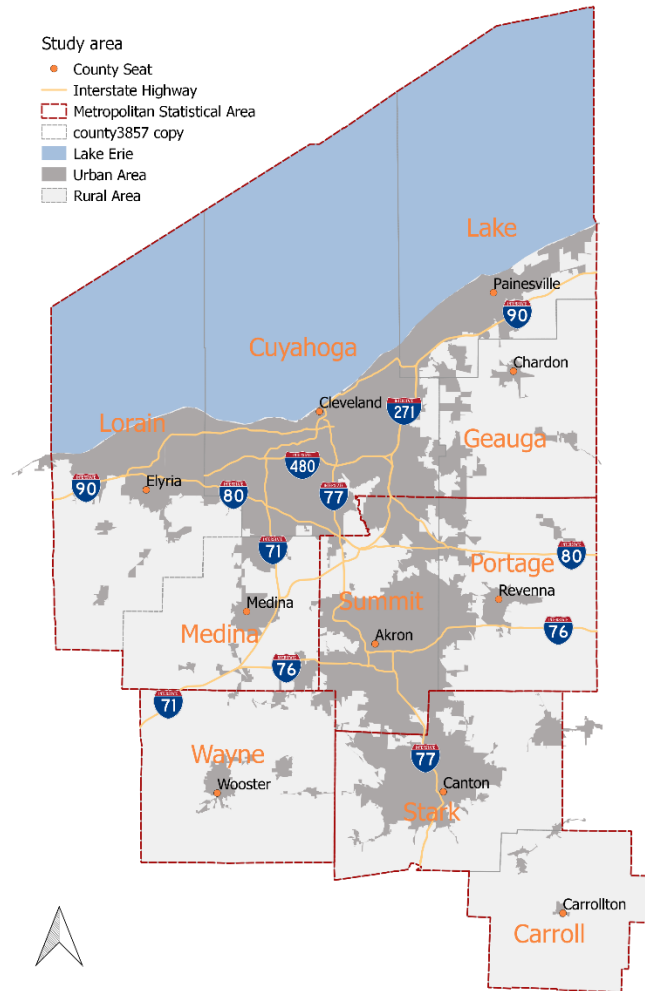 Study area
County Seat
Interstate Highway
Metropolitan Statistical Area
county3857 copy
Lake Erie
Urban Area
Rural Area
Lake
Painesville
90
Cuyahoga
Chardon
Cleveland
271
Lorain
Geauga
480
Elyria
90
80
77
71
Portage
80
Revenna
Summit
Medina
Medina
76
Akron
76
71
Wayne
77
Wooster
Canton
Stark
Carrollton
Carroll